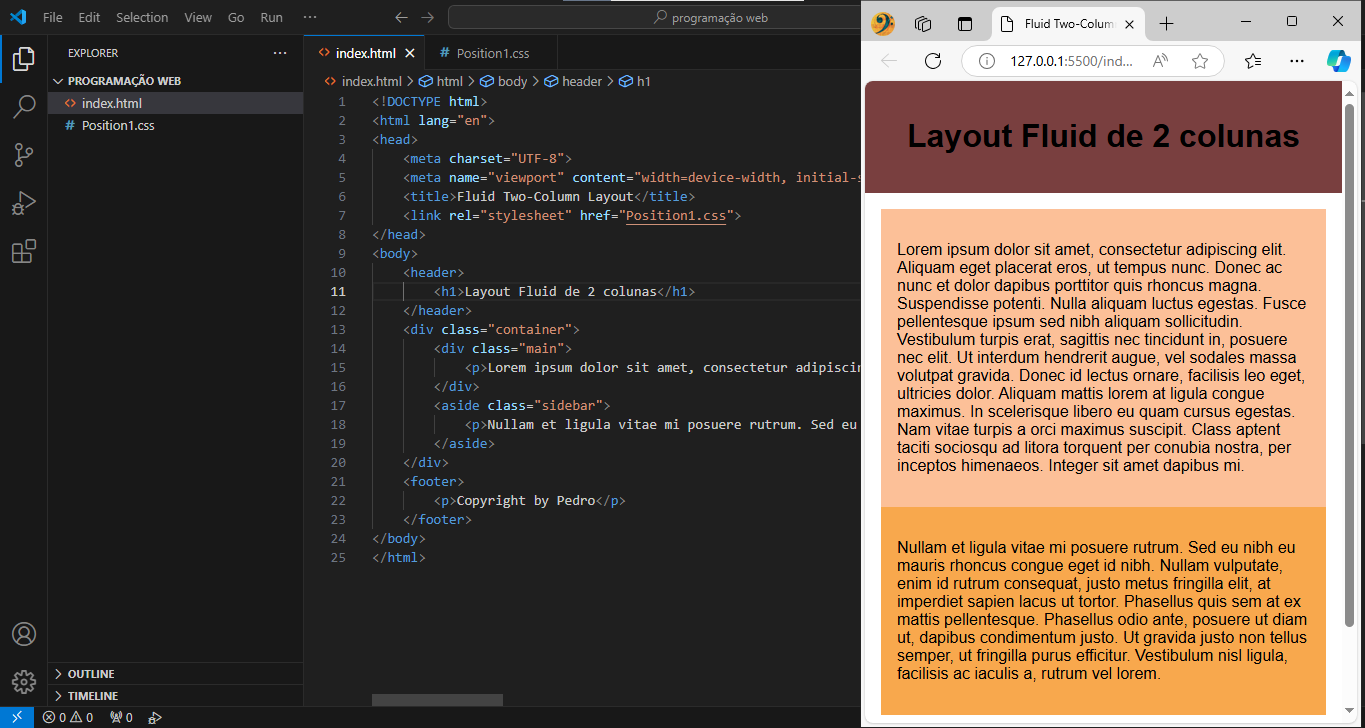 File Edit Selection View Go Run ···
programação web
EXPLORER ···
PROGRAMAÇÃO WEB
index.html
# Position1.css
OUTLINE
TIMELINE
index.html
# Position1.css
index.html > html > body > header > h1
1 <!DOCTYPE html>
2 <html lang="en">
3 <head>
4 <meta charset="UTF-8">
5 <meta name="viewport" content="width=device-width, initial-s
6 <title>Fluid Two-Column Layout</title>
7 <link rel="stylesheet" href="Position1.css">
8 </head>
9 <body>
10 <header>
11 <h1>Layout Fluid de 2 colunas</h1>
12 </header>
13 <div class="container">
14 <div class="main">
15 <p>Lorem ipsum dolor sit amet, consectetur adipiscin
16 </div>
17 <aside class="sidebar">
18 <p>Nullam et ligula vitae mi posuere rutrum. Sed eu
19 </aside>
20 </div>
21 <footer>
22 <p>Copyright by Pedro</p>
23 </footer>
24 </body>
25 </html>
0 0 0
Fluid Two-Colum
127.0.0.1:5500/ind...
Layout Fluid de 2 colunas
Lorem ipsum dolor sit amet, consectetur adipiscing elit.
Aliquam eget placerat eros, ut tempus nunc. Donec ac
nunc et dolor dapibus porttitor quis rhoncus magna.
Suspendisse potenti. Nulla aliquam luctus egestas. Fusce
pellentesque ipsum sed nibh aliquam sollicitudin.
Vestibulum turpis erat, sagittis nec tincidunt in, posuere
nec elit. Ut interdum hendrerit augue, vel sodales massa
volutpat gravida. Donec id lectus ornare, facilisis leo eget,
ultricies dolor. Aliquam mattis lorem at ligula congue
maximus. In scelerisque libero eu quam cursus egestas.
Nam vitae turpis a orci maximus suscipit. Class aptent
taciti sociosqu ad litora torquent per conubia nostra, per
inceptos himenaeos. Integer sit amet dapibus mi.
Nullam et ligula vitae mi posuere rutrum. Sed eu nibh eu
mauris rhoncus congue eget id nibh. Nullam vulputate,
enim id rutrum consequat, justo metus fringilla elit, at
imperdiet sapien lacus ut tortor. Phasellus quis sem at ex
mattis pellentesque. Phasellus odio ante, posuere ut diam
ut, dapibus condimentum justo. Ut gravida justo non tellus
semper, ut fringilla purus efficitur. Vestibulum nisl ligula,
facilisis ac iaculis a, rutrum vel lorem.